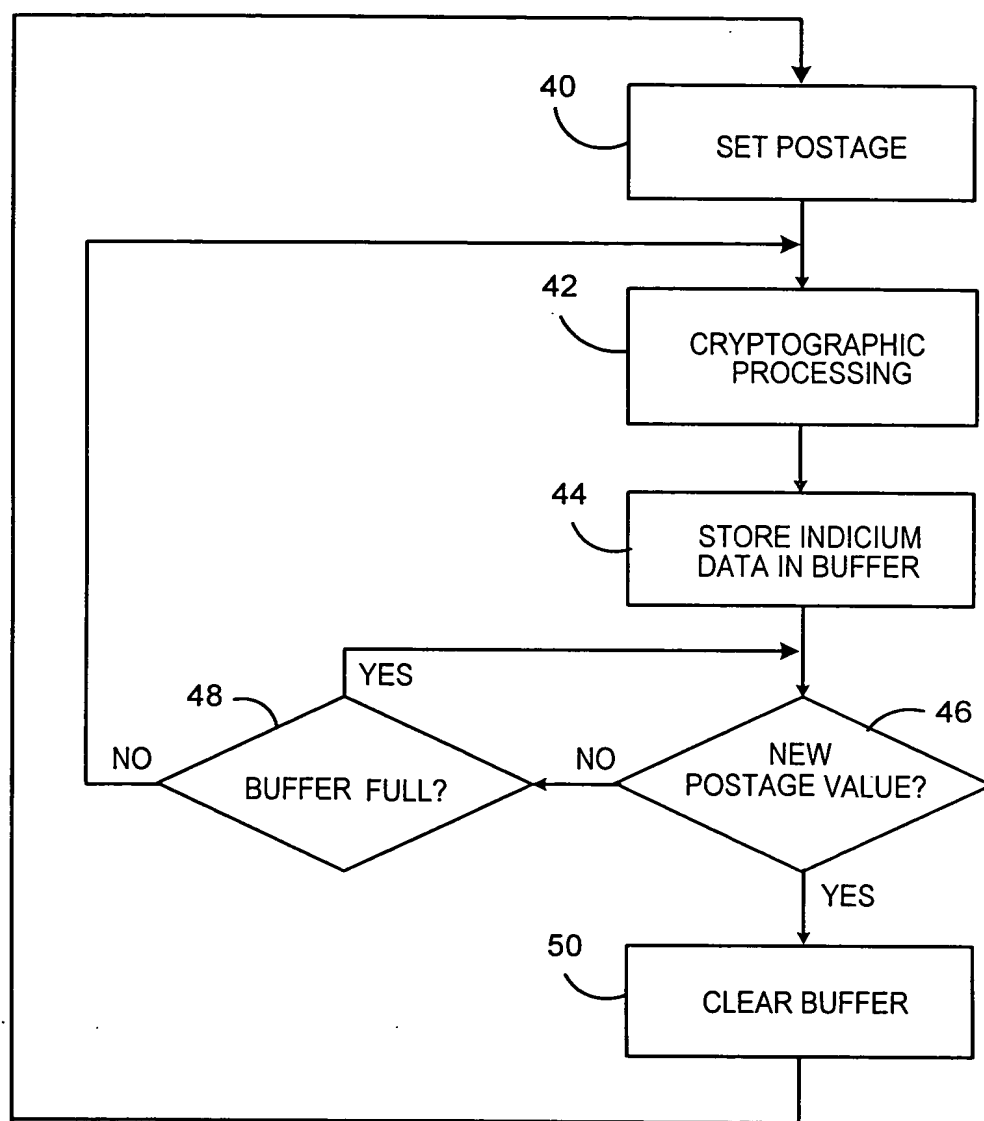 40
SET POSTAGE
42
CRYPTOGRAPHIC
PROCESSING
44
STORE INDICIUM
DATA IN BUFFER
YES
48
46
NO
BUFFER FULL?
NO
NEW
POSTAGE VALUE?
YES
50
CLEAR BUFFER